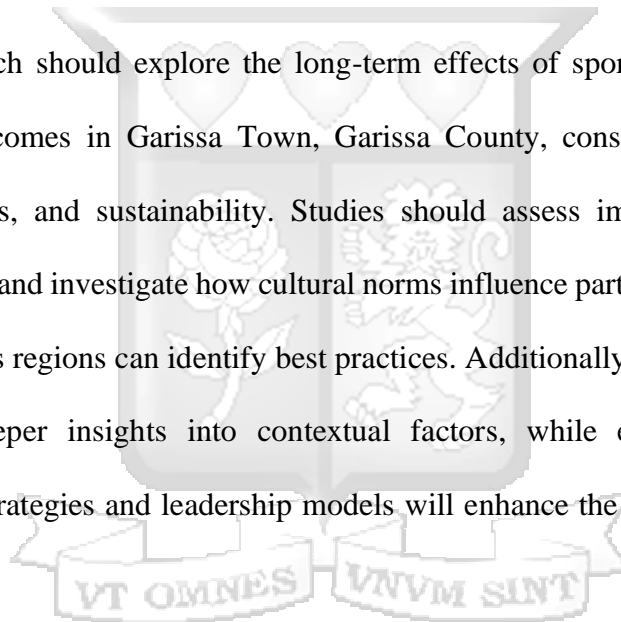 ch should explore the long-term effects of spor
comes in Garissa Town, Garissa County, cons
s, and sustainability. Studies should assess im
and investigate how cultural norms influence part
s regions can identify best practices. Additionally
eper insights into contextual factors, while e
rategies and leadership models will enhance the
VT OMNES VNVM SINT